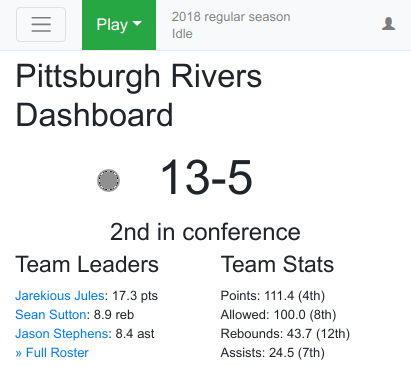 Play
2018 regular season
Idle
Pittsburgh Rivers
Dashboard
13-5
2nd in conference
Team Leaders
Jarekious Jules: 17.3 pts
Sean Sutton: 8.9 reb
Jason Stephens: 8.4 ast
» Full Roster
Team Stats
Points: 111.4 (4th)
Allowed: 100.0 (8th)
Rebounds: 43.7 (12th)
Assists: 24.5 (7th)